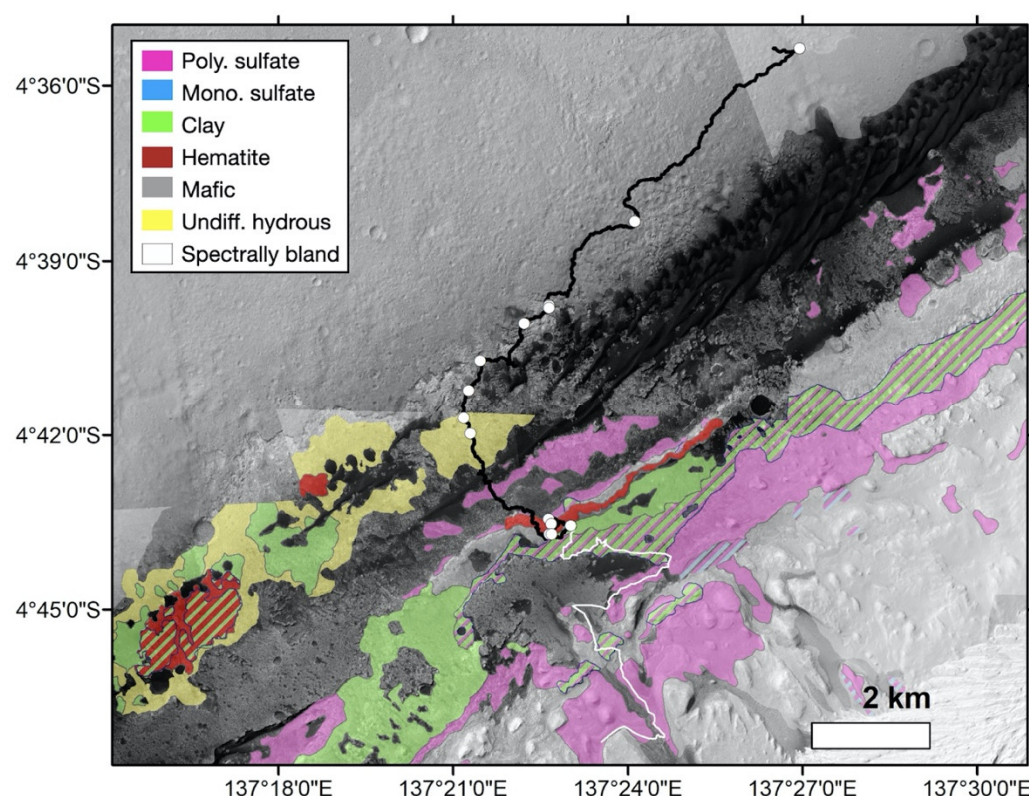 Poly. sulfate
Mono. sulfate
Clay
Hematite
Mafic
Undiff. hydrous
Spectrally bland
4°36'0"S
4°39'0"S
4°42'0"S
4°45'0"S
2 km
137°18'0"E
137°21'0"E
137°24'0"E
137°27'0"E
137°30'0"E